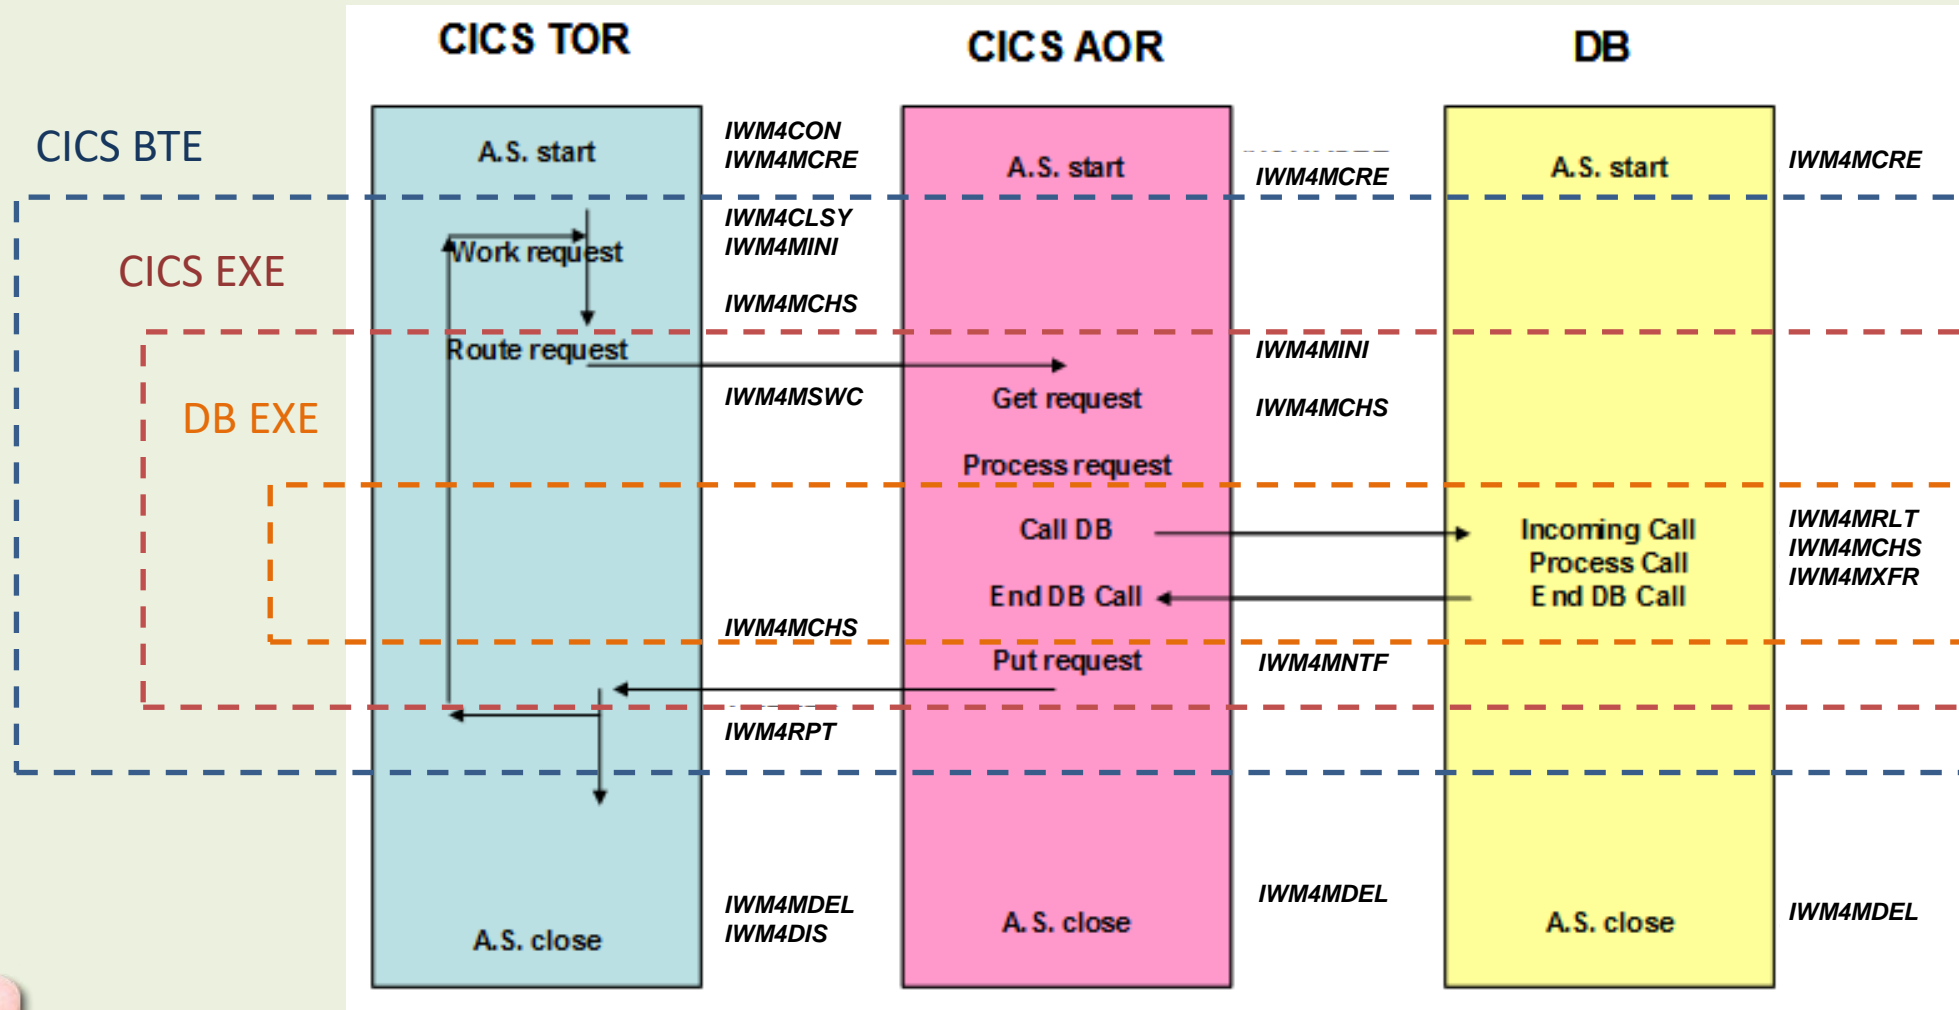 CICS TOR
CICS AOR
DB
CICS BTE
CICS EXE
DB EXE
A.S. start
Work request
Route request
A.S. close
IWM4CON
IWM4MCRE
IWM4CLSY
IWM4MINI
IWM4MCHS
IWM4MSWC
IWM4MCHS
IWM4RPT
IWM4MDEL
IWM4DIS
A.S. start
Get request
Process request
Call DB
End DB Call
Put request
A.S. close
IWM4MCRE
IWM4MINI
IWM4MCHS
IWM4MNTF
IWM4MDEL
A.S. start
Incoming Call
Process Call
End DB Call
A.S. close
IWM4MCRE
IWM4MRLT
IWM4MCHS
IWM4MXFR
IWM4MDEL